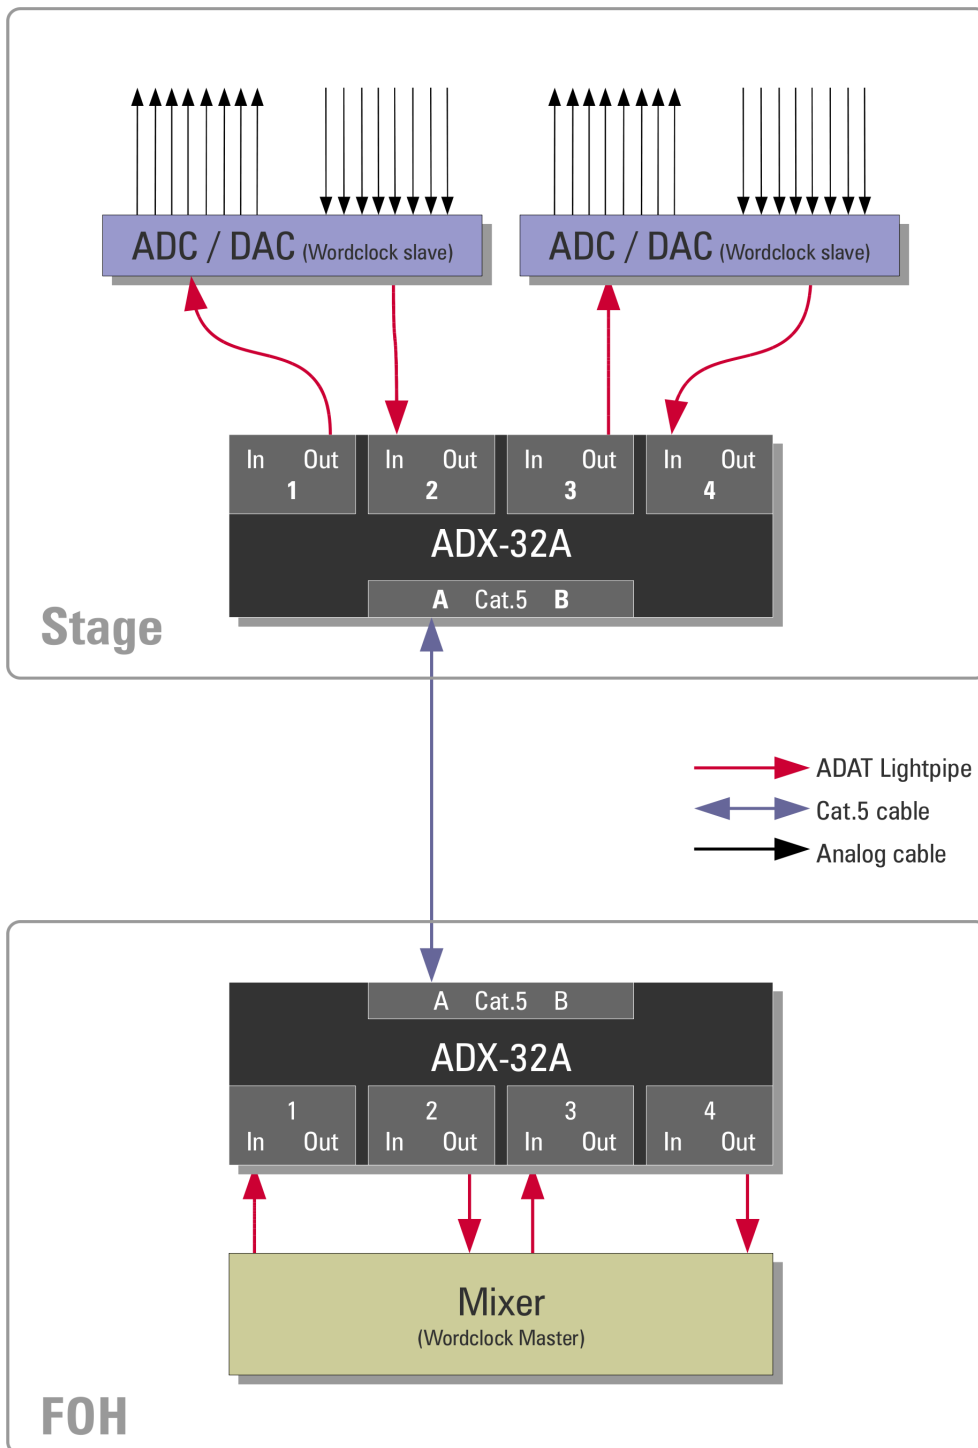 ADC / DAC (Wordclock slave)
ADC / DAC (Wordclock slave)
In Out In Out In Out In Out
1 2 3 4
ADX-32A
A Cat.5 B
Stage
ADAT Lightpipe
Cat.5 cable
Analog cable
A Cat.5 B
ADX-32A
1 2 3 4
In Out In Out In Out In Out
Mixer
(Wordclock Master)
FOH